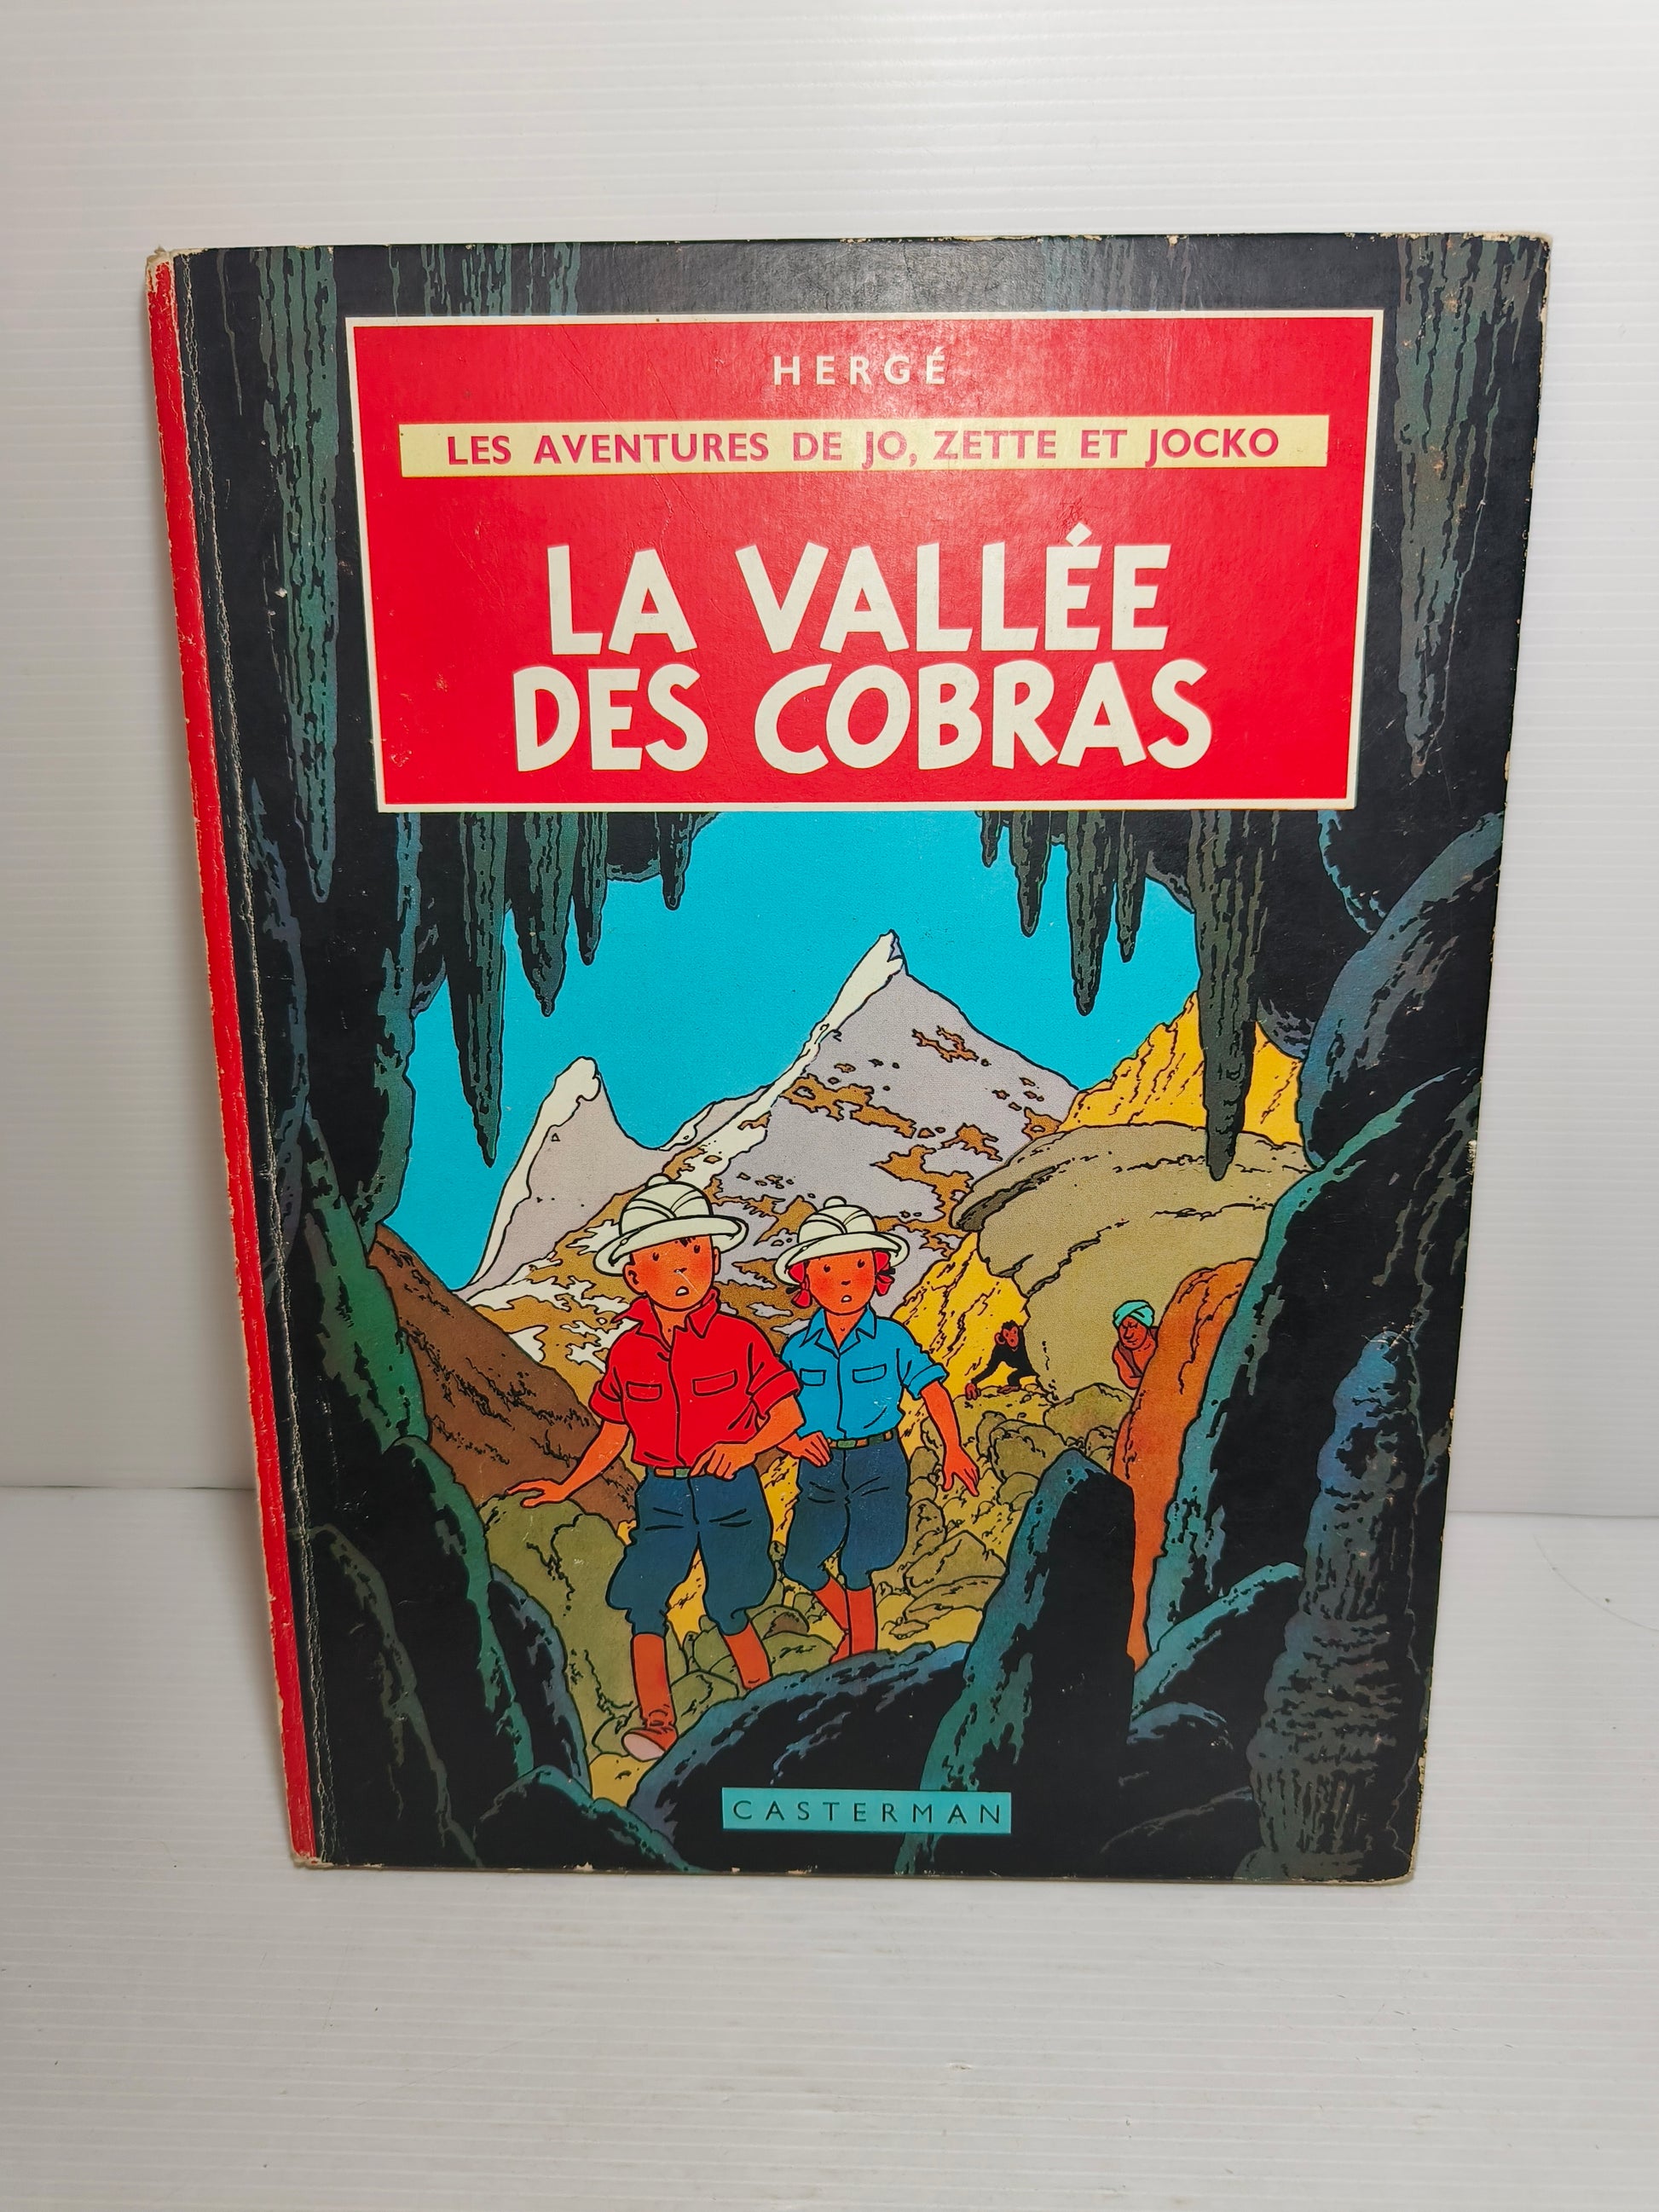 HERGÉ
LES AVENTURES DE JO, ZETTE ET JOCKO
LA VALLÉE
DES COBRAS
CASTERMAN